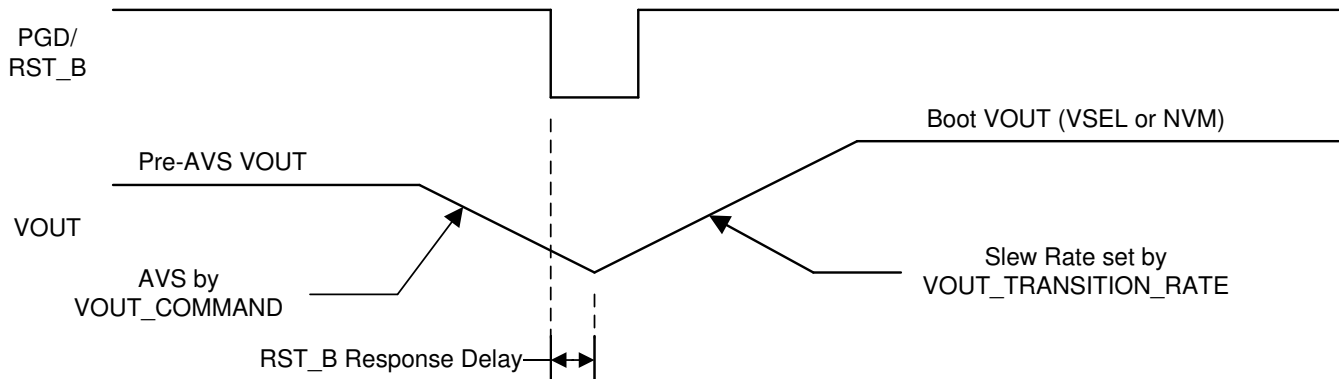 PGD/
RST_B
Boot VOUT (VSEL or NVM)
Pre-AVS VOUT
VOUT
AVS by
VOUT_COMMAND
Slew Rate set by
VOUT_TRANSITION_RATE
RST_B Response Delay